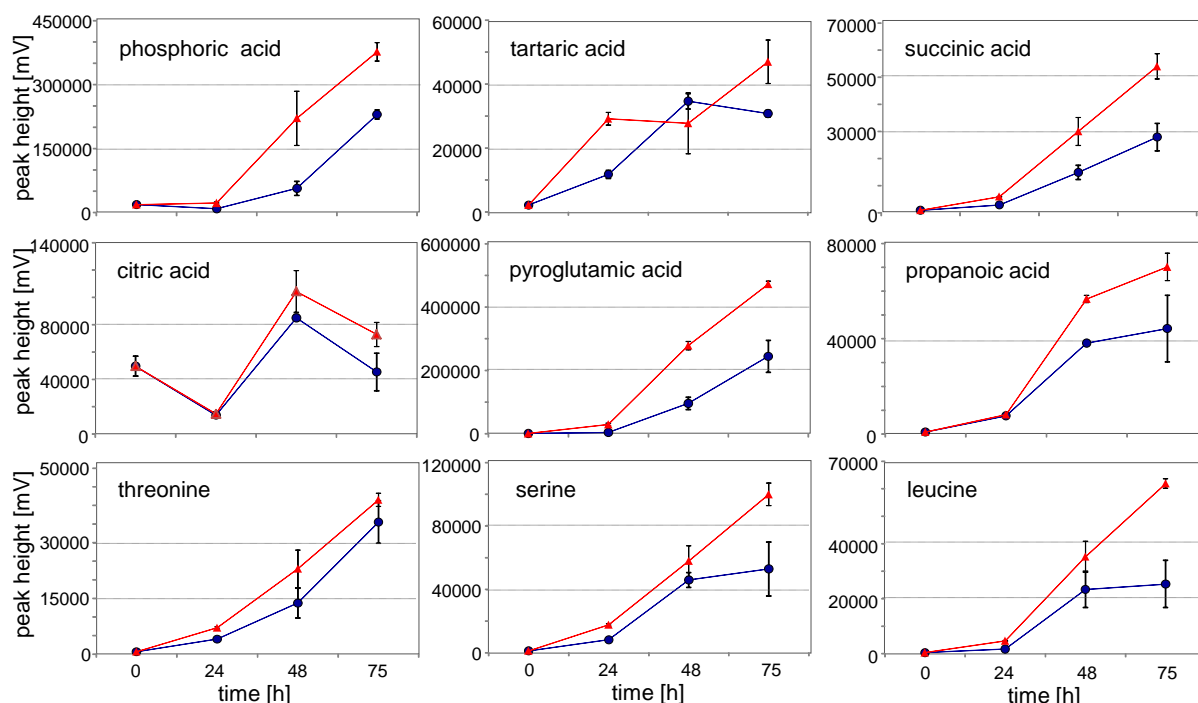 peak height [mV]
450000
300000
150000
0
phosphoric acid
60000
40000
20000
0
tartaric acid
50000
30000
10000
0
succinic acid
peak height [mV]
140000
80000
40000
0
citric acid
600000
400000
200000
0
pyroglutamic acid
80000
40000
0
propanoic acid
peak height [mV]
50000
30000
15000
0
threonine
0 24 48 75
time [h]
120000
80000
40000
0
serine
0 24 48 75
time [h]
70000
40000
20000
0
leucine
0 24 48 75
time [h]